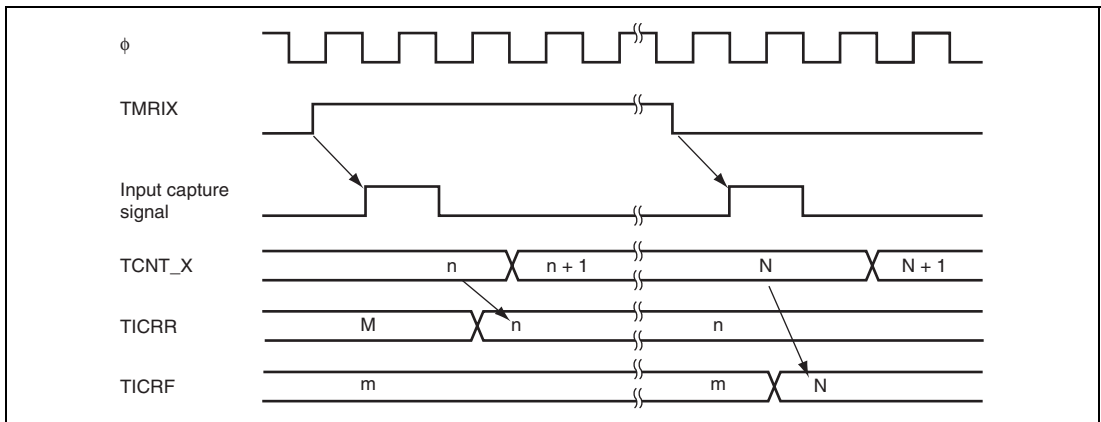 φ
TMRIX
Input capture
signal
TCNT_X n n + 1 N N + 1
TICRR M n n
TICRF m m N